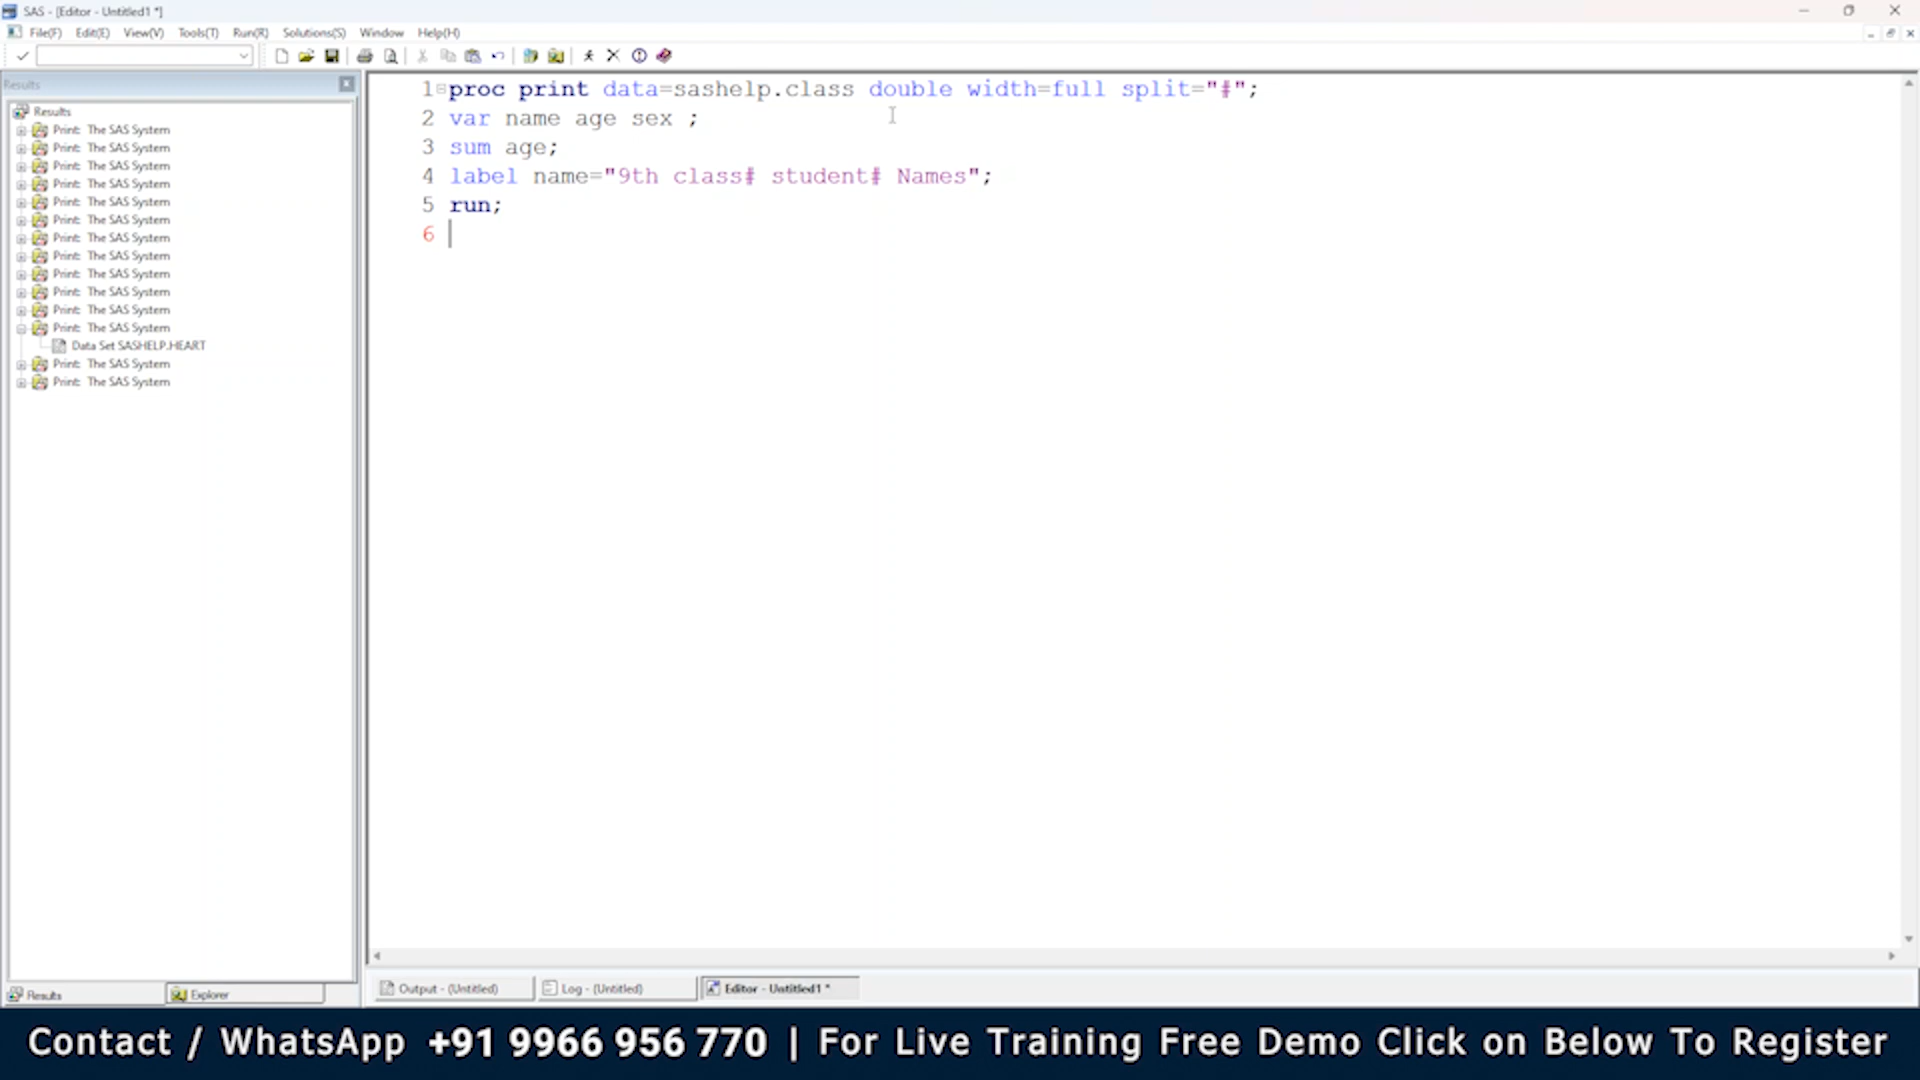 SAS - [Editor - Untitled1 *]
File(F) Edit(E) View(V) Tools(T) Run(R) Solutions(S) Window Help(H)
Results
Results
Print: The SAS System
Print: The SAS System
Print: The SAS System
Print: The SAS System
Print: The SAS System
Print: The SAS System
Print: The SAS System
Print: The SAS System
Print: The SAS System
Print: The SAS System
Print: The SAS System
Print: The SAS System
Data Set SASHELP.HEART
Print: The SAS System
Print: The SAS System
1 proc print data=sashelp.class double width=full split="#";
2 var name age sex ;
3 sum age;
4 label name="9th class# student# Names";
5 run;
6
Results Explorer
Output - (Untitled) Log - (Untitled) Editor - Untitled1 *
Contact / WhatsApp +91 9966 956 770 | For Live Training Free Demo Click on Below To Register